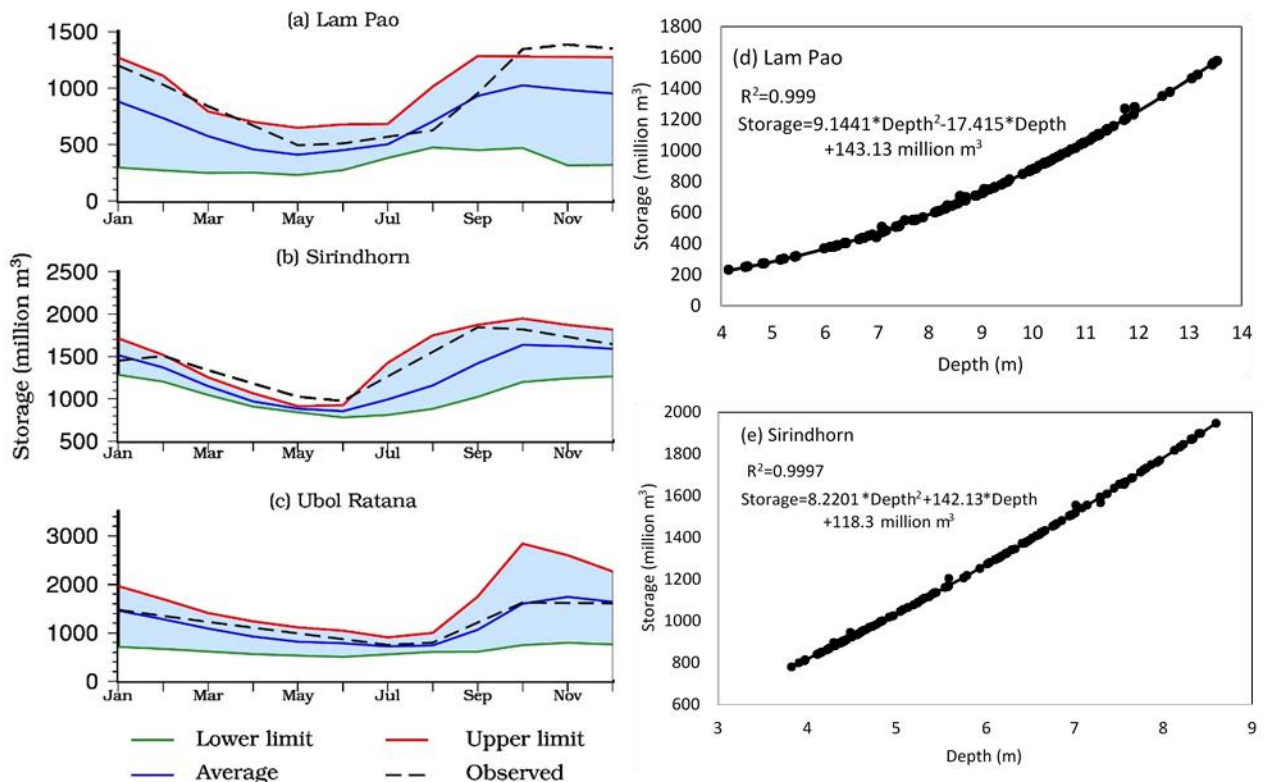 (a) Lam Pao
1500
1000
500
0
Jan Mar May Jul Sep Nov
(b) Sirindhorn
2500
2000
1500
1000
500
Jan Mar May Jul Sep Nov
Storage (million m³)
(c) Ubol Ratana
3000
2000
1000
0
Jan Mar May Jul Sep Nov
Lower limit Upper limit
Average Observed
(d) Lam Pao
R²=0.999
Storage=9.1441*Depth²-17.415*Depth
+143.13 million m³
Storage (million m³)
1800
1600
1400
1200
1000
800
600
400
200
0
4 5 6 7 8 9 10 11 12 13 14
Depth (m)
(e) Sirindhorn
R²=0.9997
Storage=8.2201*Depth²+142.13*Depth
+118.3 million m³
Storage (million m³)
2000
1800
1600
1400
1200
1000
800
600
3 4 5 6 7 8 9
Depth (m)